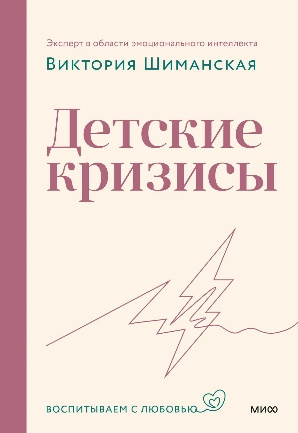 Эксперт в области эмоционального интеллекта
Виктория Шиманская
Детские
кризисы
воспитываем с любовью
миф